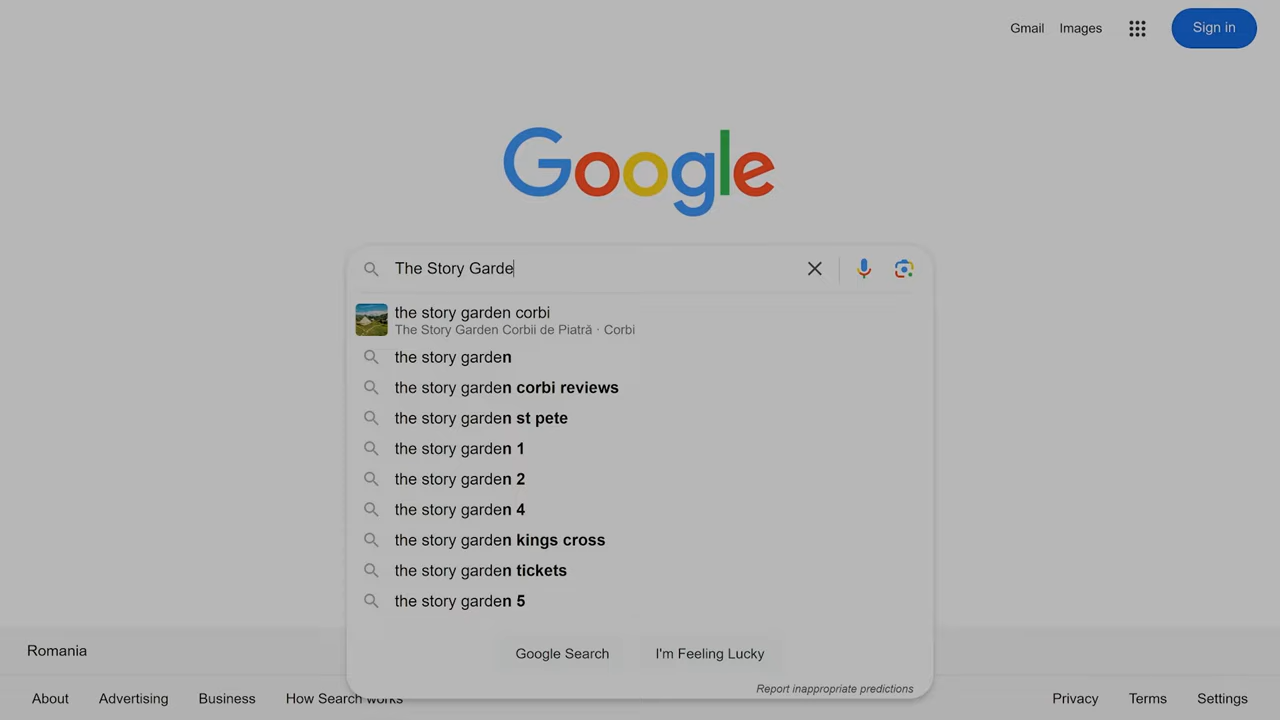 Gmail Images Sign in
Google
The Story Garde
the story garden corbi
The Story Garden Corbii de Piatră · Corbi
the story garden
the story garden corbi reviews
the story garden st pete
the story garden 1
the story garden 2
the story garden 4
the story garden kings cross
the story garden tickets
the story garden 5
Google Search I'm Feeling Lucky
Report inappropriate predictions
Romania
About Advertising Business How Search works Privacy Terms Settings